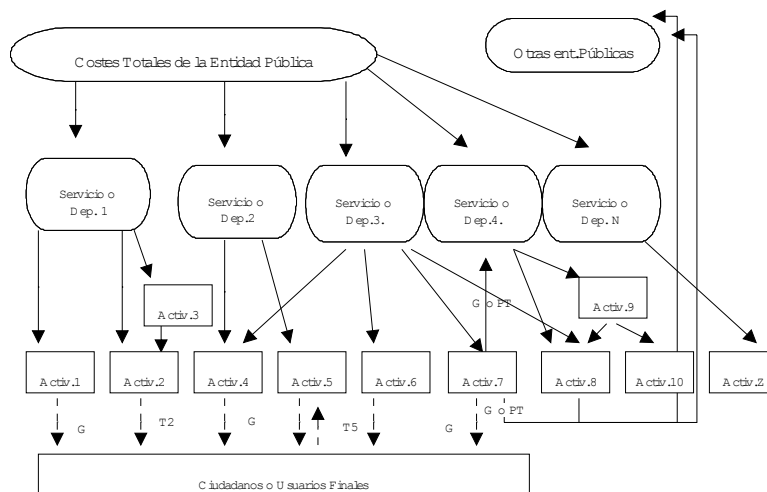 Costes Totales de la Entidad Pública
Otras ent.Públicas
Servicio o
Dep. 1
Servicio o
Dep.2
Servicio o
Dep.3.
Servicio o
Dep.4.
Servicio o
Dep.N
Activ.3
G o PT
Activ.9
Activ.1
Activ.2
Activ.4
Activ.5
Activ.6
Activ.7
Activ.8
Activ.10
Activ.Z
G
T2
G
T5
G
G o PT
Ciudadanos o Usuarios Finales